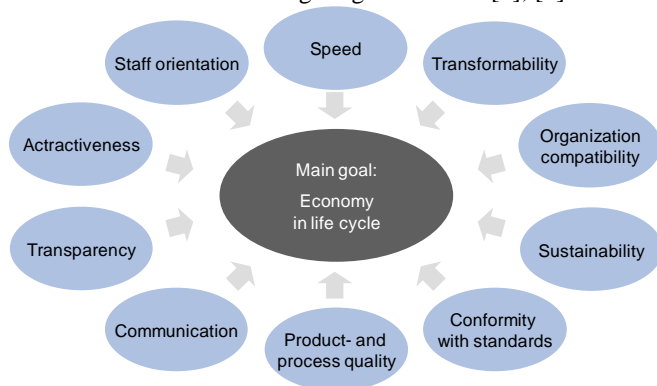 Speed
Staff orientation
Transformability
Actractiveness
Organization
compatibility
Main goal:
Economy
in life cycle
Transparency
Sustainability
Communication
Product- and
process quality
Conformity
with standards